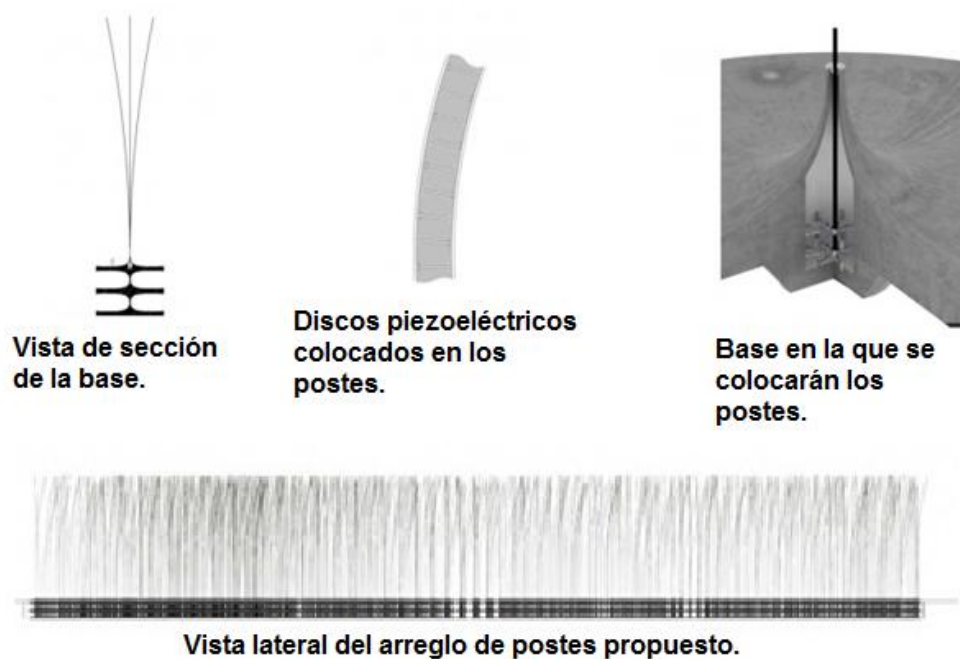 Vista de sección
de la base.
Discos piezoeléctricos
colocados en los
postes.
Base en la que se
colocarán los
postes.
Vista lateral del arreglo de postes propuesto.